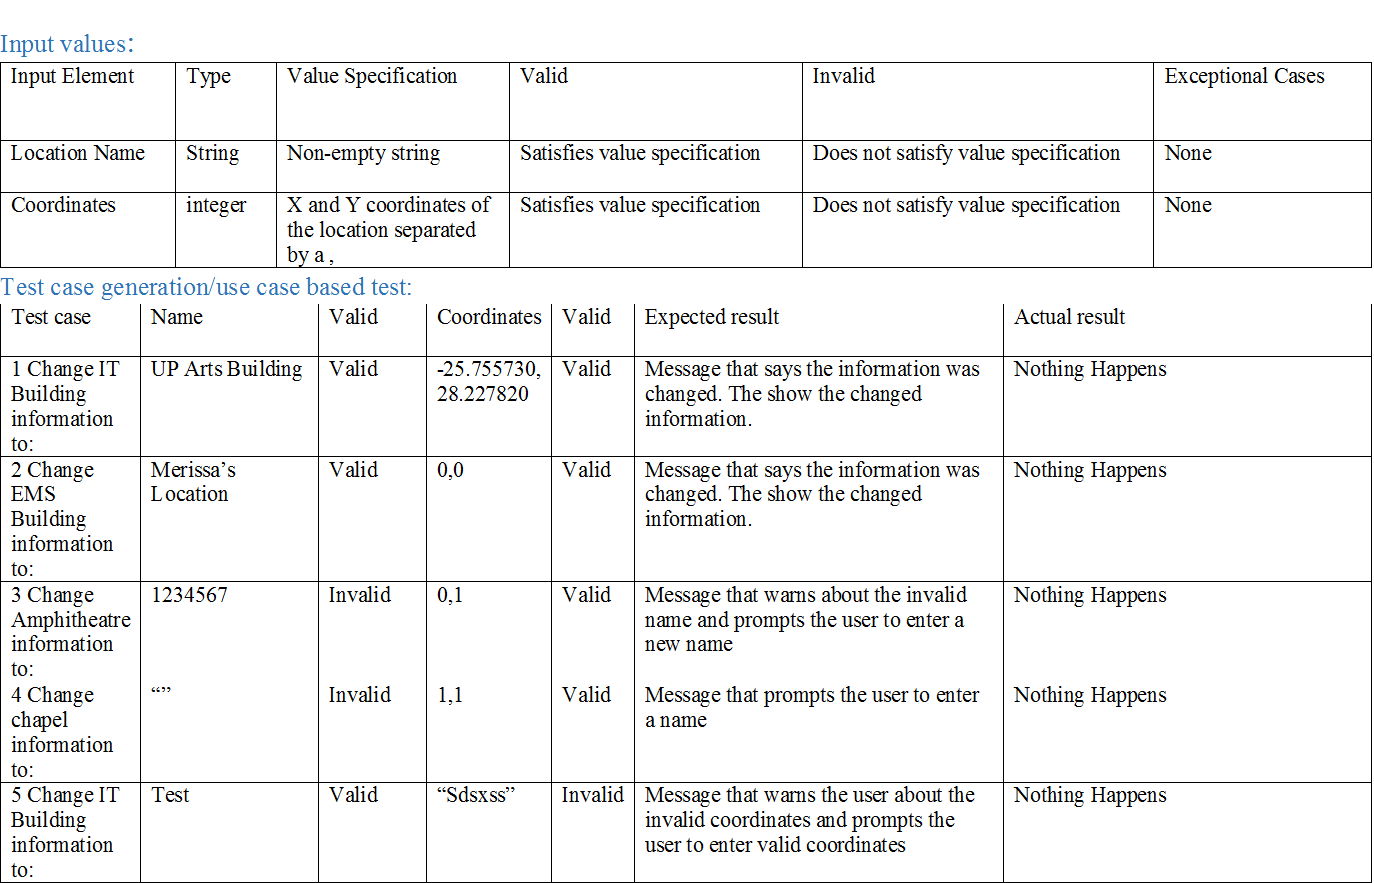 Input values:
Input Element Type Value Specification Valid Invalid Exceptional Cases
Location Name String Non-empty string Satisfies value specification Does not satisfy value specification None
Coordinates integer X and Y coordinates of Satisfies value specification Does not satisfy value specification None
the location separated
by a ,
Test case generation/use case based test:
Test case Name Valid Coordinates Valid Expected result Actual result
1 Change IT UP Arts Building Valid -25.755730, Valid Message that says the information was Nothing Happens
Building 28.227820 changed. The show the changed
information information.
to:
2 Change Merissa’s Valid 0,0 Valid Message that says the information was Nothing Happens
EMS Location changed. The show the changed
Building information.
information
to:
3 Change 1234567 Invalid 0,1 Valid Message that warns about the invalid Nothing Happens
Amphitheatre name and prompts the user to enter a
information new name
to:
4 Change “” Invalid 1,1 Valid Message that prompts the user to enter Nothing Happens
chapel a name
information
to:
5 Change IT Test Valid “Sdsxss” Invalid Message that warns the user about the Nothing Happens
Building invalid coordinates and prompts the
information user to enter valid coordinates
to: